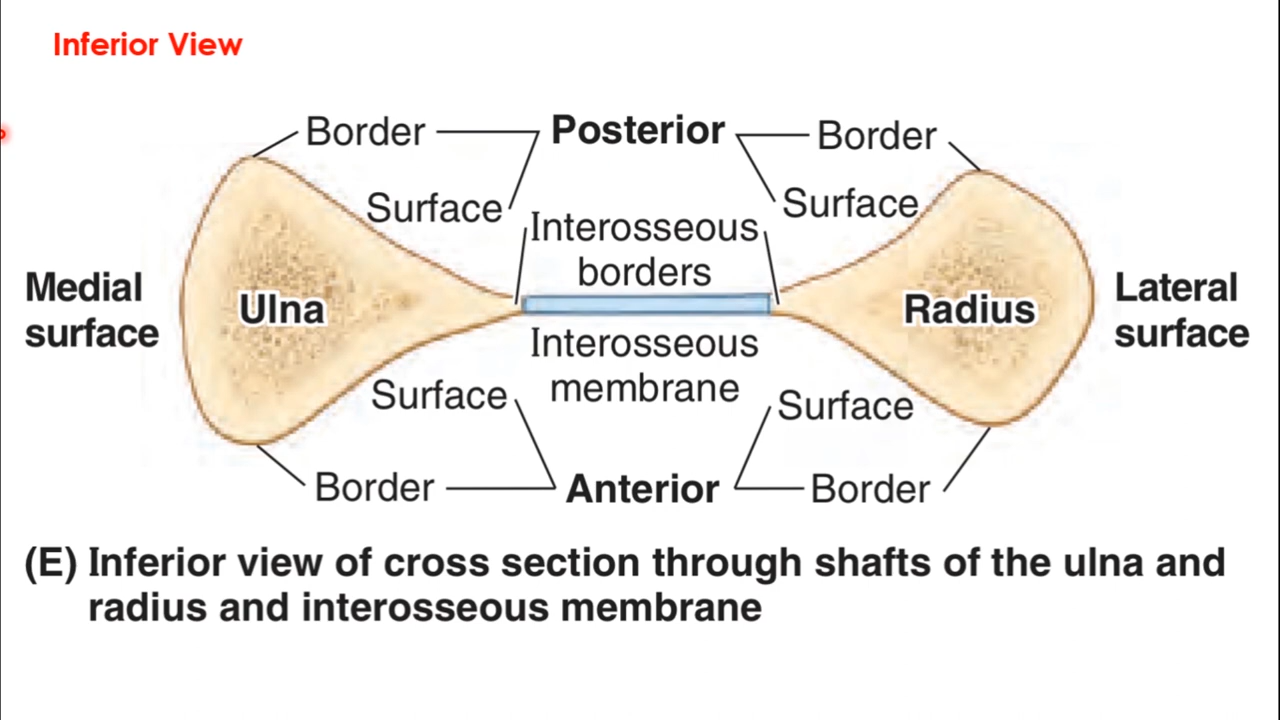 Inferior View
Border Posterior Border
Surface Surface
Interosseous
borders
Medial
surface
Ulna
Radius
Lateral
surface
Interosseous
membrane
Surface Surface
Border Anterior Border
(E) Inferior view of cross section through shafts of the ulna and
radius and interosseous membrane